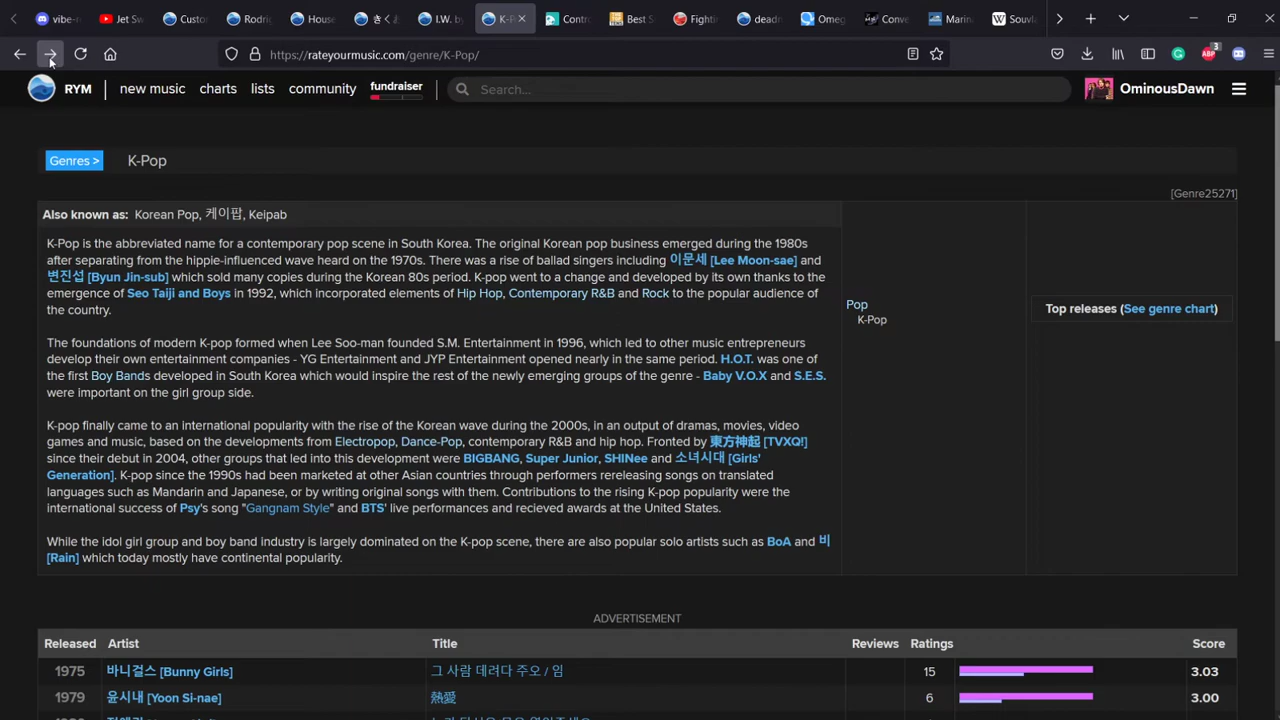 vibe-r
Jet Sw
Custo
Rodrig
House
きくお
I.W. by
K-P
Contro
Best S
Fightin
deadm
Omeg
Conve
Marin
W Souvla
https://rateyourmusic.com/genre/K-Pop/
3
ABP
RYM new music charts lists community fundraiser Search... OminousDawn
Genres > K-Pop
[Genre25271]
Also known as: Korean Pop, 케이팝, Keipab
K-Pop is the abbreviated name for a contemporary pop scene in South Korea. The original Korean pop business emerged during the 1980s
after separating from the hippie-influenced wave heard on the 1970s. There was a rise of ballad singers including 이문세 [Lee Moon-sae] and
변진섭 [Byun Jin-sub] which sold many copies during the Korean 80s period. K-pop went to a change and developed by its own thanks to the
emergence of Seo Taiji and Boys in 1992, which incorporated elements of Hip Hop, Contemporary R&B and Rock to the popular audience of
the country.
The foundations of modern K-pop formed when Lee Soo-man founded S.M. Entertainment in 1996, which led to other music entrepreneurs
develop their own entertainment companies - YG Entertainment and JYP Entertainment opened nearly in the same period. H.O.T. was one of
the first Boy Bands developed in South Korea which would inspire the rest of the newly emerging groups of the genre - Baby V.O.X and S.E.S.
were important on the girl group side.
K-pop finally came to an international popularity with the rise of the Korean wave during the 2000s, in an output of dramas, movies, video
games and music, based on the developments from Electropop, Dance-Pop, contemporary R&B and hip hop. Fronted by 東方神起 [TVXQ!]
since their debut in 2004, other groups that led into this development were BIGBANG, Super Junior, SHINee and 소녀시대 [Girls'
Generation]. K-pop since the 1990s had been marketed at other Asian countries through performers rereleasing songs on translated
languages such as Mandarin and Japanese, or by writing original songs with them. Contributions to the rising K-pop popularity were the
international success of Psy's song "Gangnam Style" and BTS' live performances and recieved awards at the United States.
While the idol girl group and boy band industry is largely dominated on the K-pop scene, there are also popular solo artists such as BoA and 비
[Rain] which today mostly have continental popularity.
Pop
K-Pop
Top releases (See genre chart)
ADVERTISEMENT
Released Artist Title Reviews Ratings Score
1975 바니걸스 [Bunny Girls] 그 사람 데려다 주오 / 임 15 3.03
1979 윤시내 [Yoon Si-nae] 熱愛 6 3.00